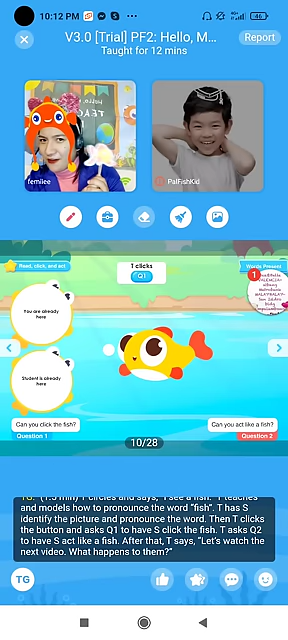 10:12 PM
46
V3.0 [Trial] PF2: Hello, M...
Taught for 12 mins
Report
femilee
PalFishKid
Read, click, and act
1 clicks
Q1
Words Present
1
You are already
here
Student is already
here
Can you click the fish?
Can you act like a fish?
Question 1
10/28
Question 2
TG: (1.5 min) T circles and says, "I see a fish." T teaches
and models how to pronounce the word "fish". T has S
identify the picture and pronounce the word. Then T clicks
the button and asks Q1 to have S click the fish. T asks Q2
to have S act like a fish. After that, T says, "Let's watch the
next video. What happens to them?"
TG